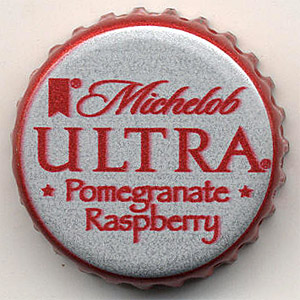 Michelob
ULTRA®
★ Pomegranate ★
Raspberry